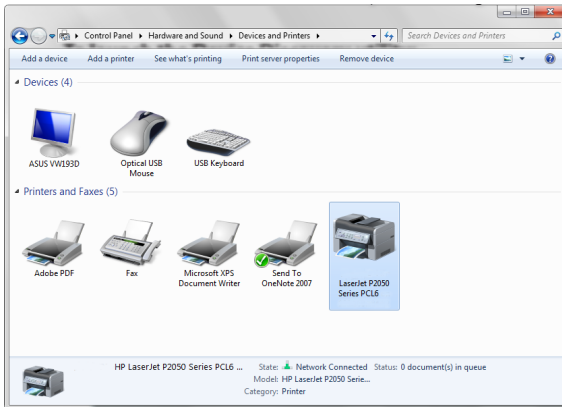 Control Panel ▸ Hardware and Sound ▸ Devices and Printers ▸
Search Devices and Printers
Add a device Add a printer See what's printing Print server properties Remove device
Devices (4)
ASUS VW193D
Optical USB
Mouse
USB Keyboard
Printers and Faxes (5)
Adobe PDF
Fax
Microsoft XPS
Document Writer
Send To
OneNote 2007
LaserJet P2050
Series PCL6
HP LaserJet P2050 Series PCL6 ... State: Network Connected Status: 0 document(s) in queue
Model: HP LaserJet P2050 Serie...
Category: Printer